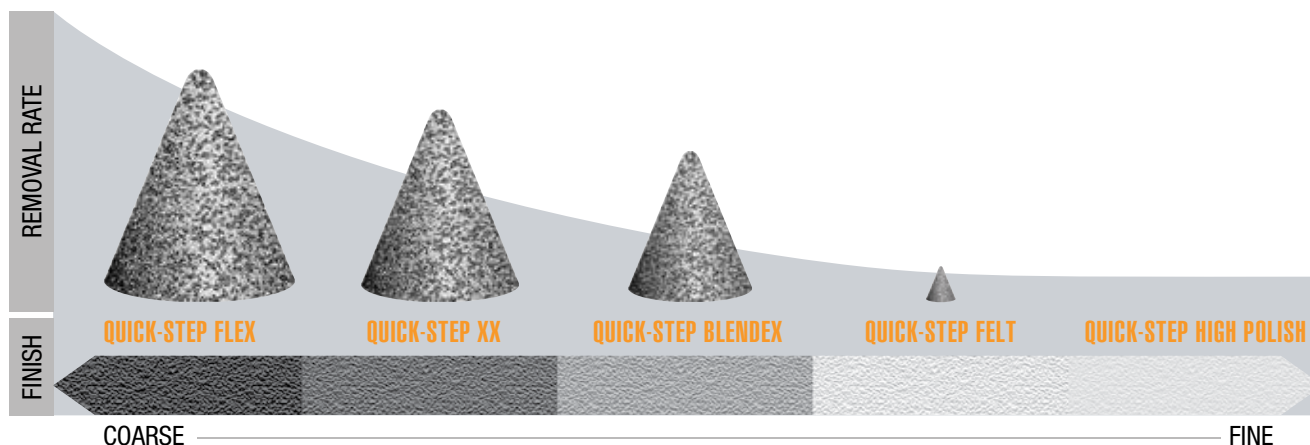 REMOVAL RATE
QUICK-STEP FLEX
QUICK-STEP XX
QUICK-STEP BLENDEX
QUICK-STEP FELT
QUICK-STEP HIGH POLISH
FINISH
COARSE
FINE